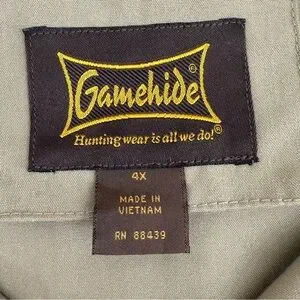 Gamehide®
Hunting wear is all we do!®
4X
MADE IN
VIETNAM
RN 88439